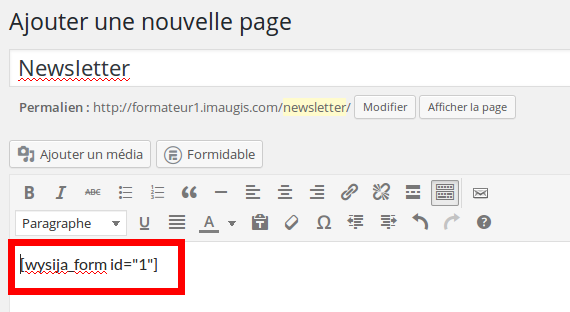 Ajouter une nouvelle page
Newsletter
Permalien : http://formateur1.imaugis.com/newsletter/ Modifier Afficher la page
Ajouter un média Formidable
B I ABC
Paragraphe U A Ω
[wysija_form id="1"]